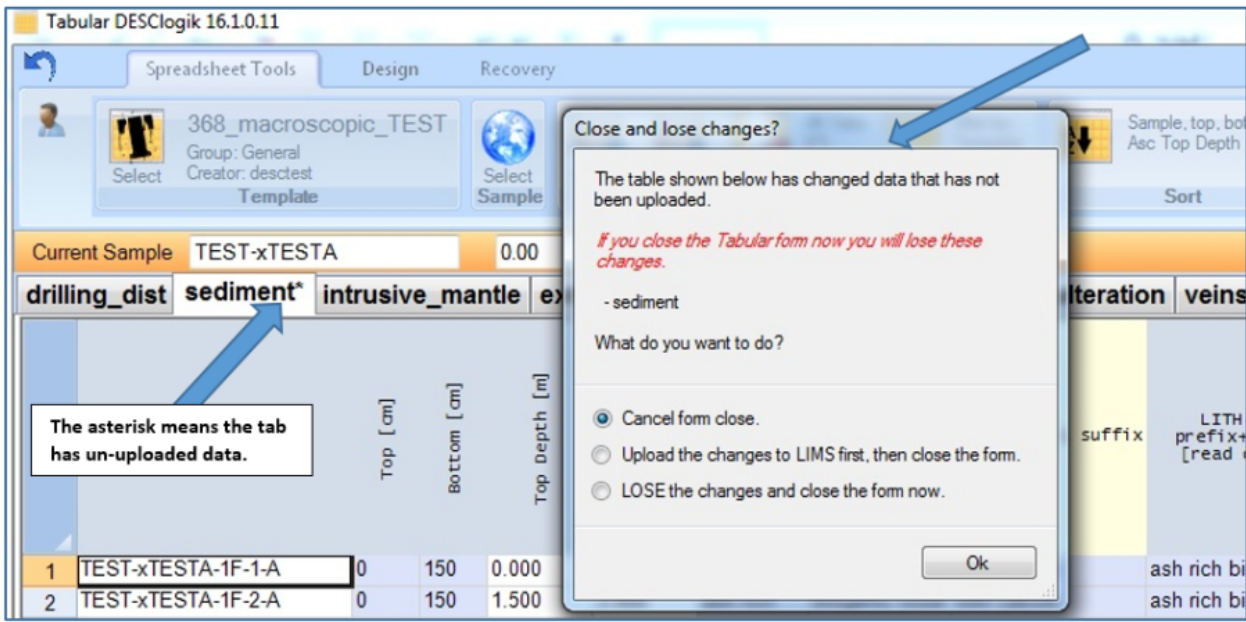 Tabular DESClogik 16.1.0.11
Spreadsheet Tools Design Recovery
368_macroscopic_TEST
Group: General
Creator: desctest
Select
Template
Select
Sample
Sample, top, bot
Asc Top Depth
Sort
Close and lose changes?
The table shown below has changed data that has not
been uploaded.
If you close the Tabular form now you will lose these
changes.
- sediment
What do you want to do?
Cancel form close.
Upload the changes to LIMS first, then close the form.
LOSE the changes and close the form now.
Ok
Current Sample TEST-xTESTA 0.00
drilling_dist sediment* intrusive_mantle ex lteration veins
The asterisk means the tab
has un-uploaded data.
Top [cm]
Bottom [cm]
Top Depth [m]
suffix
LITH
prefix+
[read o
1 TEST-xTESTA-1F-1-A 0 150 0.000 ash rich bi
2 TEST-xTESTA-1F-2-A 0 150 1.500 ash rich bi